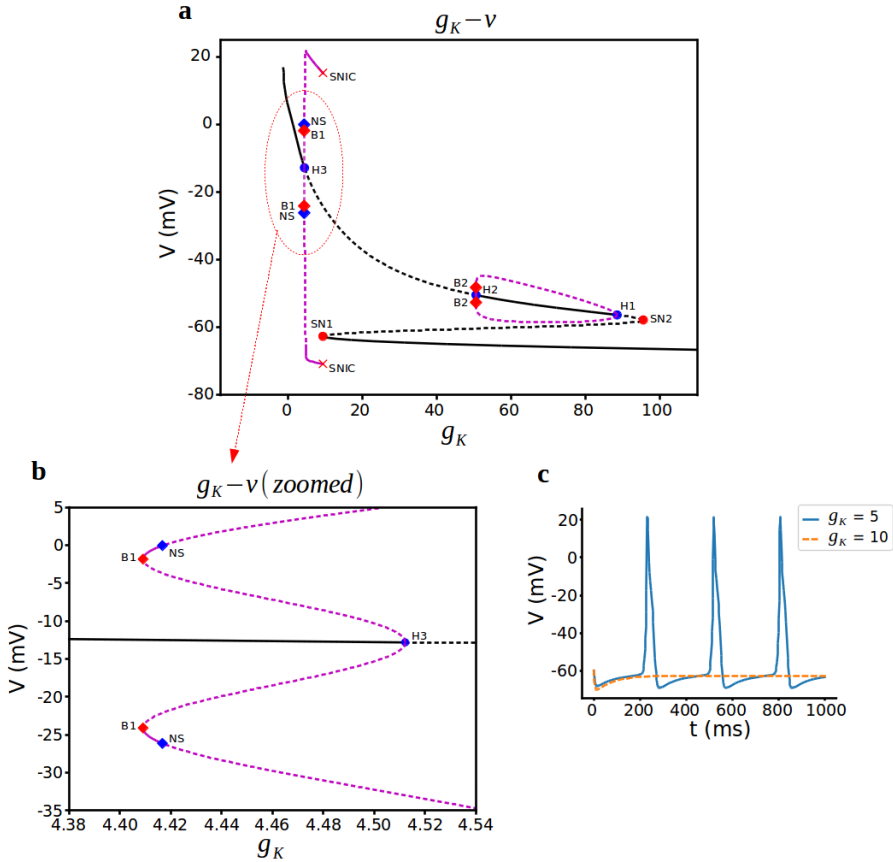 a
g_K − v
20
0
-20
-40
-60
-80
V (mV)
SNIC
NS
B1
H3
B1
NS
B2
H2
B2
H1
SN2
SN1
SNIC
0 20 40 60 80 100
g_K
b
g_K − v (zoomed)
5
0
-5
-10
-15
-20
-25
-30
-35
V (mV)
B1
NS
H3
B1
NS
4.38 4.40 4.42 4.44 4.46 4.48 4.50 4.52 4.54
g_K
c
g_K = 5
g_K = 10
20
0
-20
-40
-60
V (mV)
0 200 400 600 800 1000
t (ms)